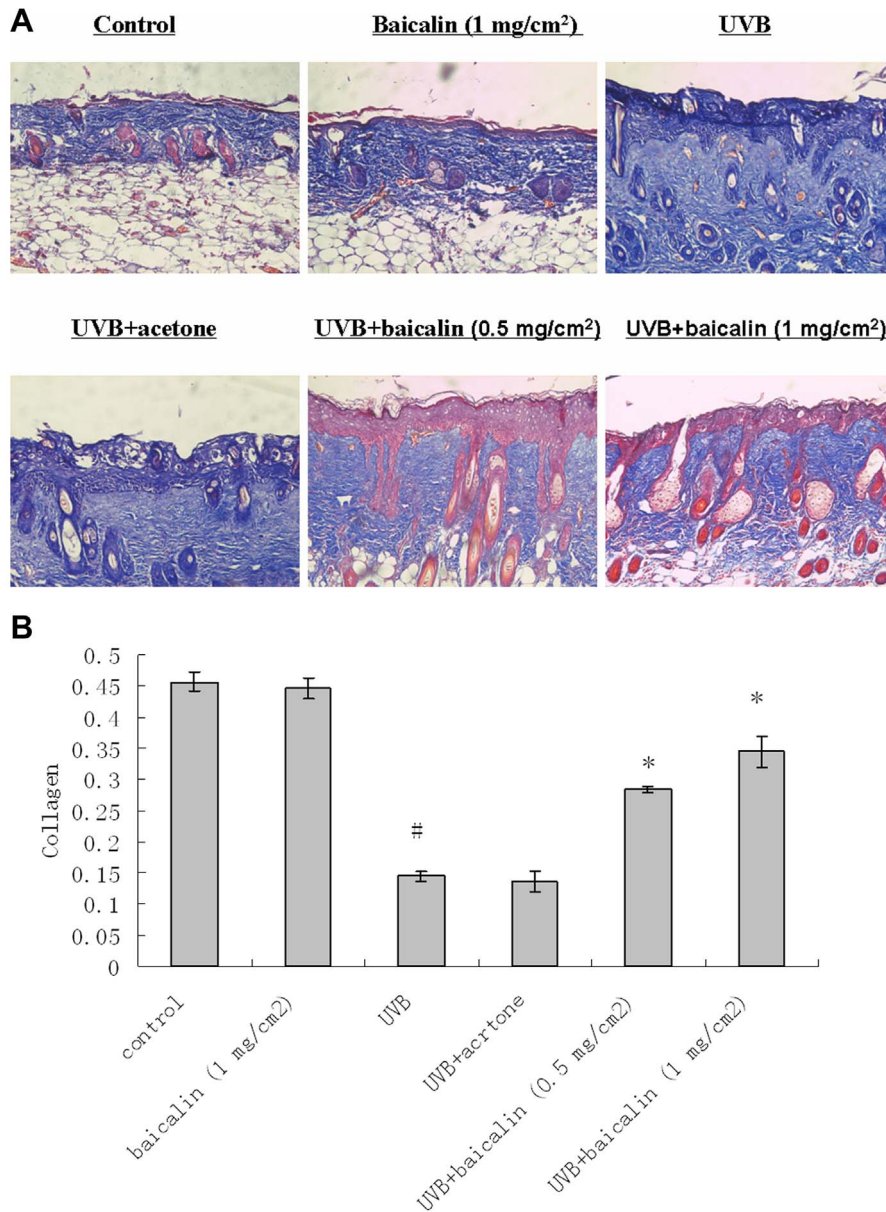 A
Control
Baicalin (1 mg/cm²)
UVB
UVB+acetone
UVB+baicalin (0.5 mg/cm²)
UVB+baicalin (1 mg/cm²)
B
Collagen
0.5
0.45
0.4
0.35
0.3
0.25
0.2
0.15
0.1
0.05
0
#
*
*
control
baicalin (1 mg/cm2)
UVB
UVB+acrtone
UVB+baicalin (0.5 mg/cm2)
UVB+baicalin (1 mg/cm2)